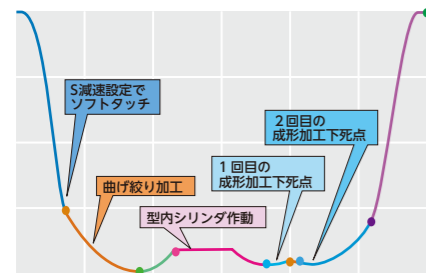 S減速設定で
ソフトタッチ
曲げ絞り加工
型内シリンダ作動
1回目の
成形加工下死点
2回目の
成形加工下死点